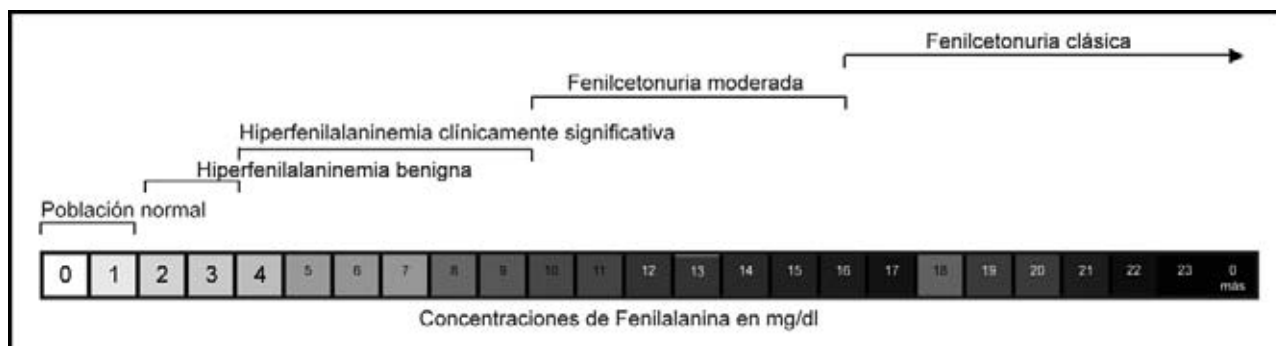 Fenilcetonuria clásica
Fenilcetonuria moderada
Hiperfenilalaninemia clínicamente significativa
Hiperfenilalaninemia benigna
Población normal
0 1 2 3 4 5 6 7 8 9 10 11 12 13 14 15 16 17 18 19 20 21 22 23 0
más
Concentraciones de Fenilalanina en mg/dl